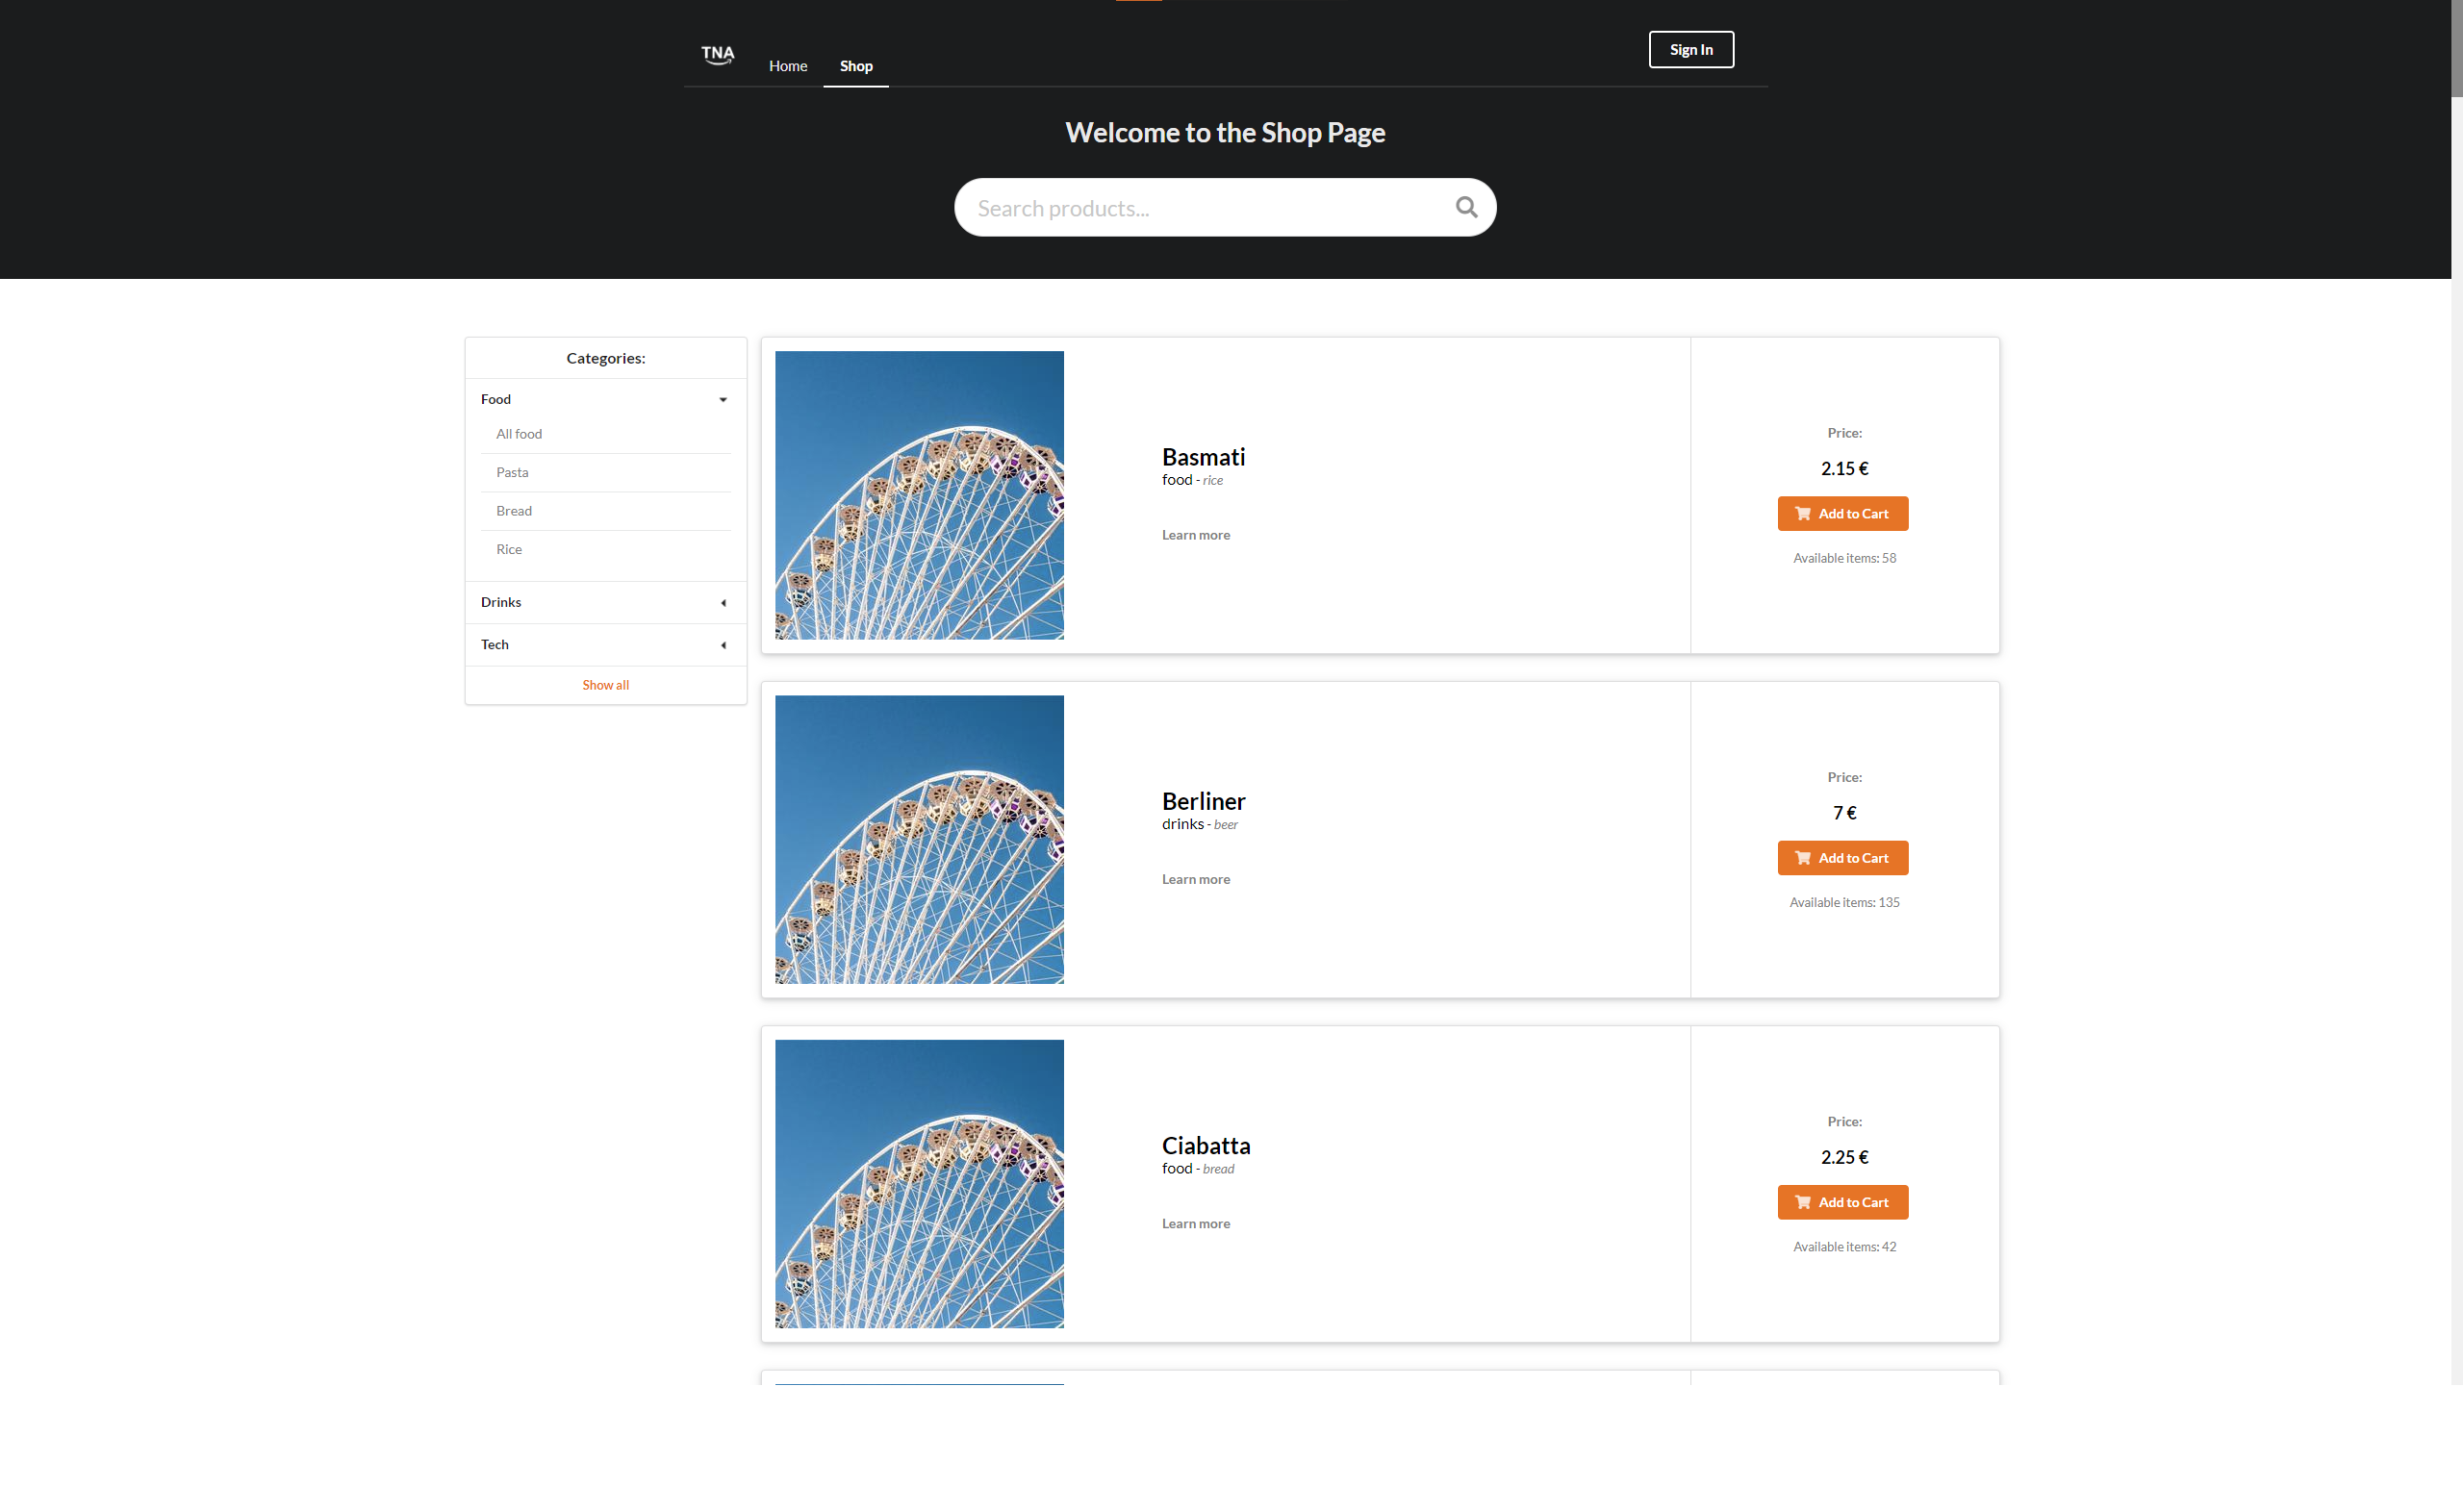 TNA
Home
Shop
Sign In
Welcome to the Shop Page
Search products...
Categories:
Food
All food
Pasta
Bread
Rice
Drinks
Tech
Show all
Basmati
food - rice
Learn more
Price:
2.15 €
Add to Cart
Available items: 58
Berliner
drinks - beer
Learn more
Price:
7 €
Add to Cart
Available items: 135
Ciabatta
food - bread
Learn more
Price:
2.25 €
Add to Cart
Available items: 42